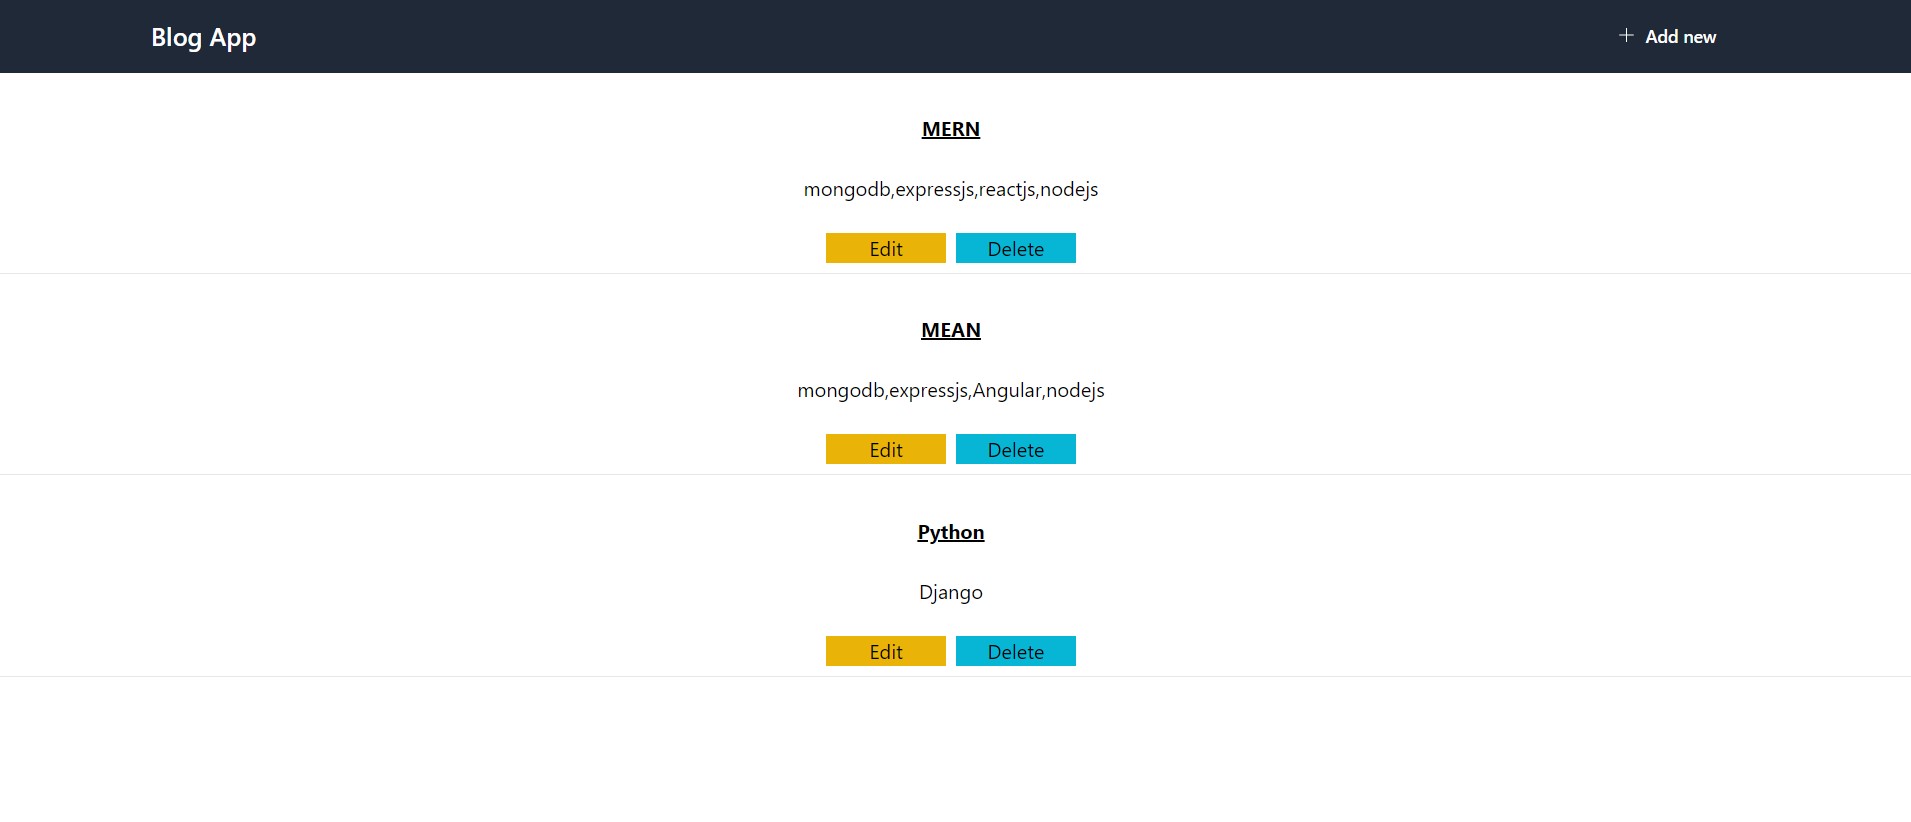 Blog App
Add new
MERN
mongodb,expressjs,reactjs,nodejs
Edit Delete
MEAN
mongodb,expressjs,Angular,nodejs
Edit Delete
Python
Django
Edit Delete